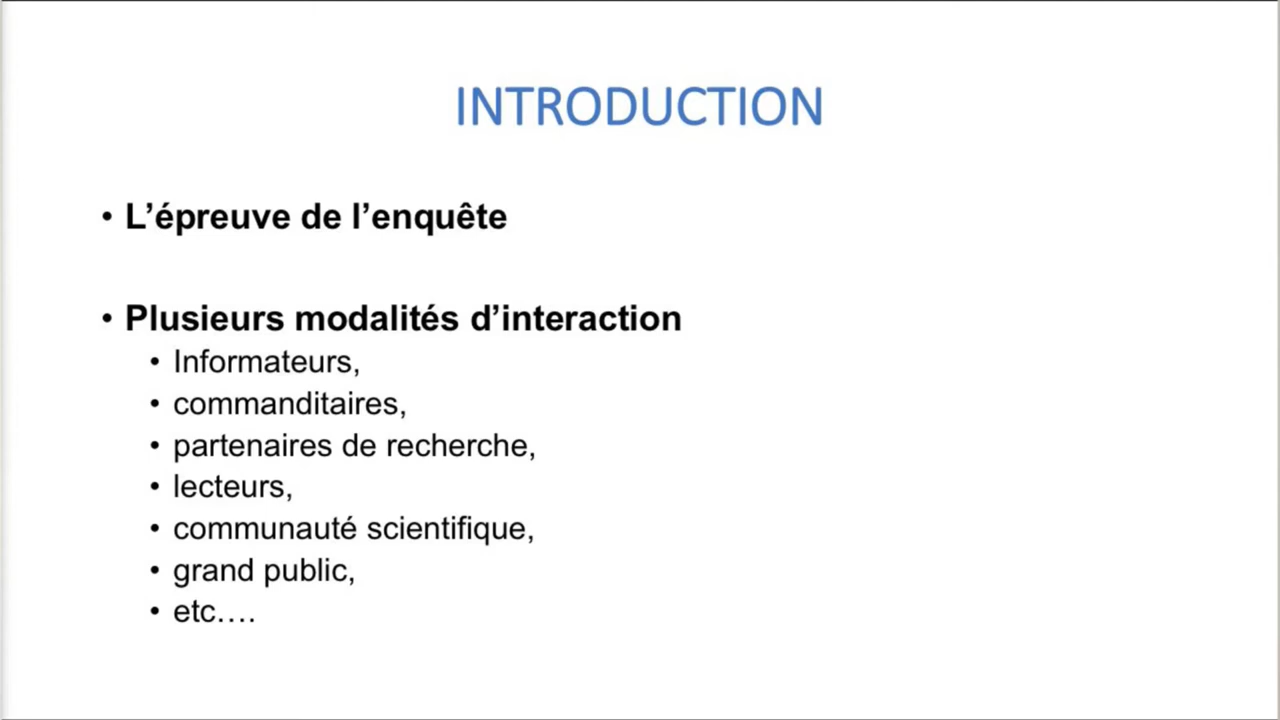 INTRODUCTION
• L’épreuve de l’enquête
• Plusieurs modalités d’interaction
• Informateurs,
• commanditaires,
• partenaires de recherche,
• lecteurs,
• communauté scientifique,
• grand public,
• etc….